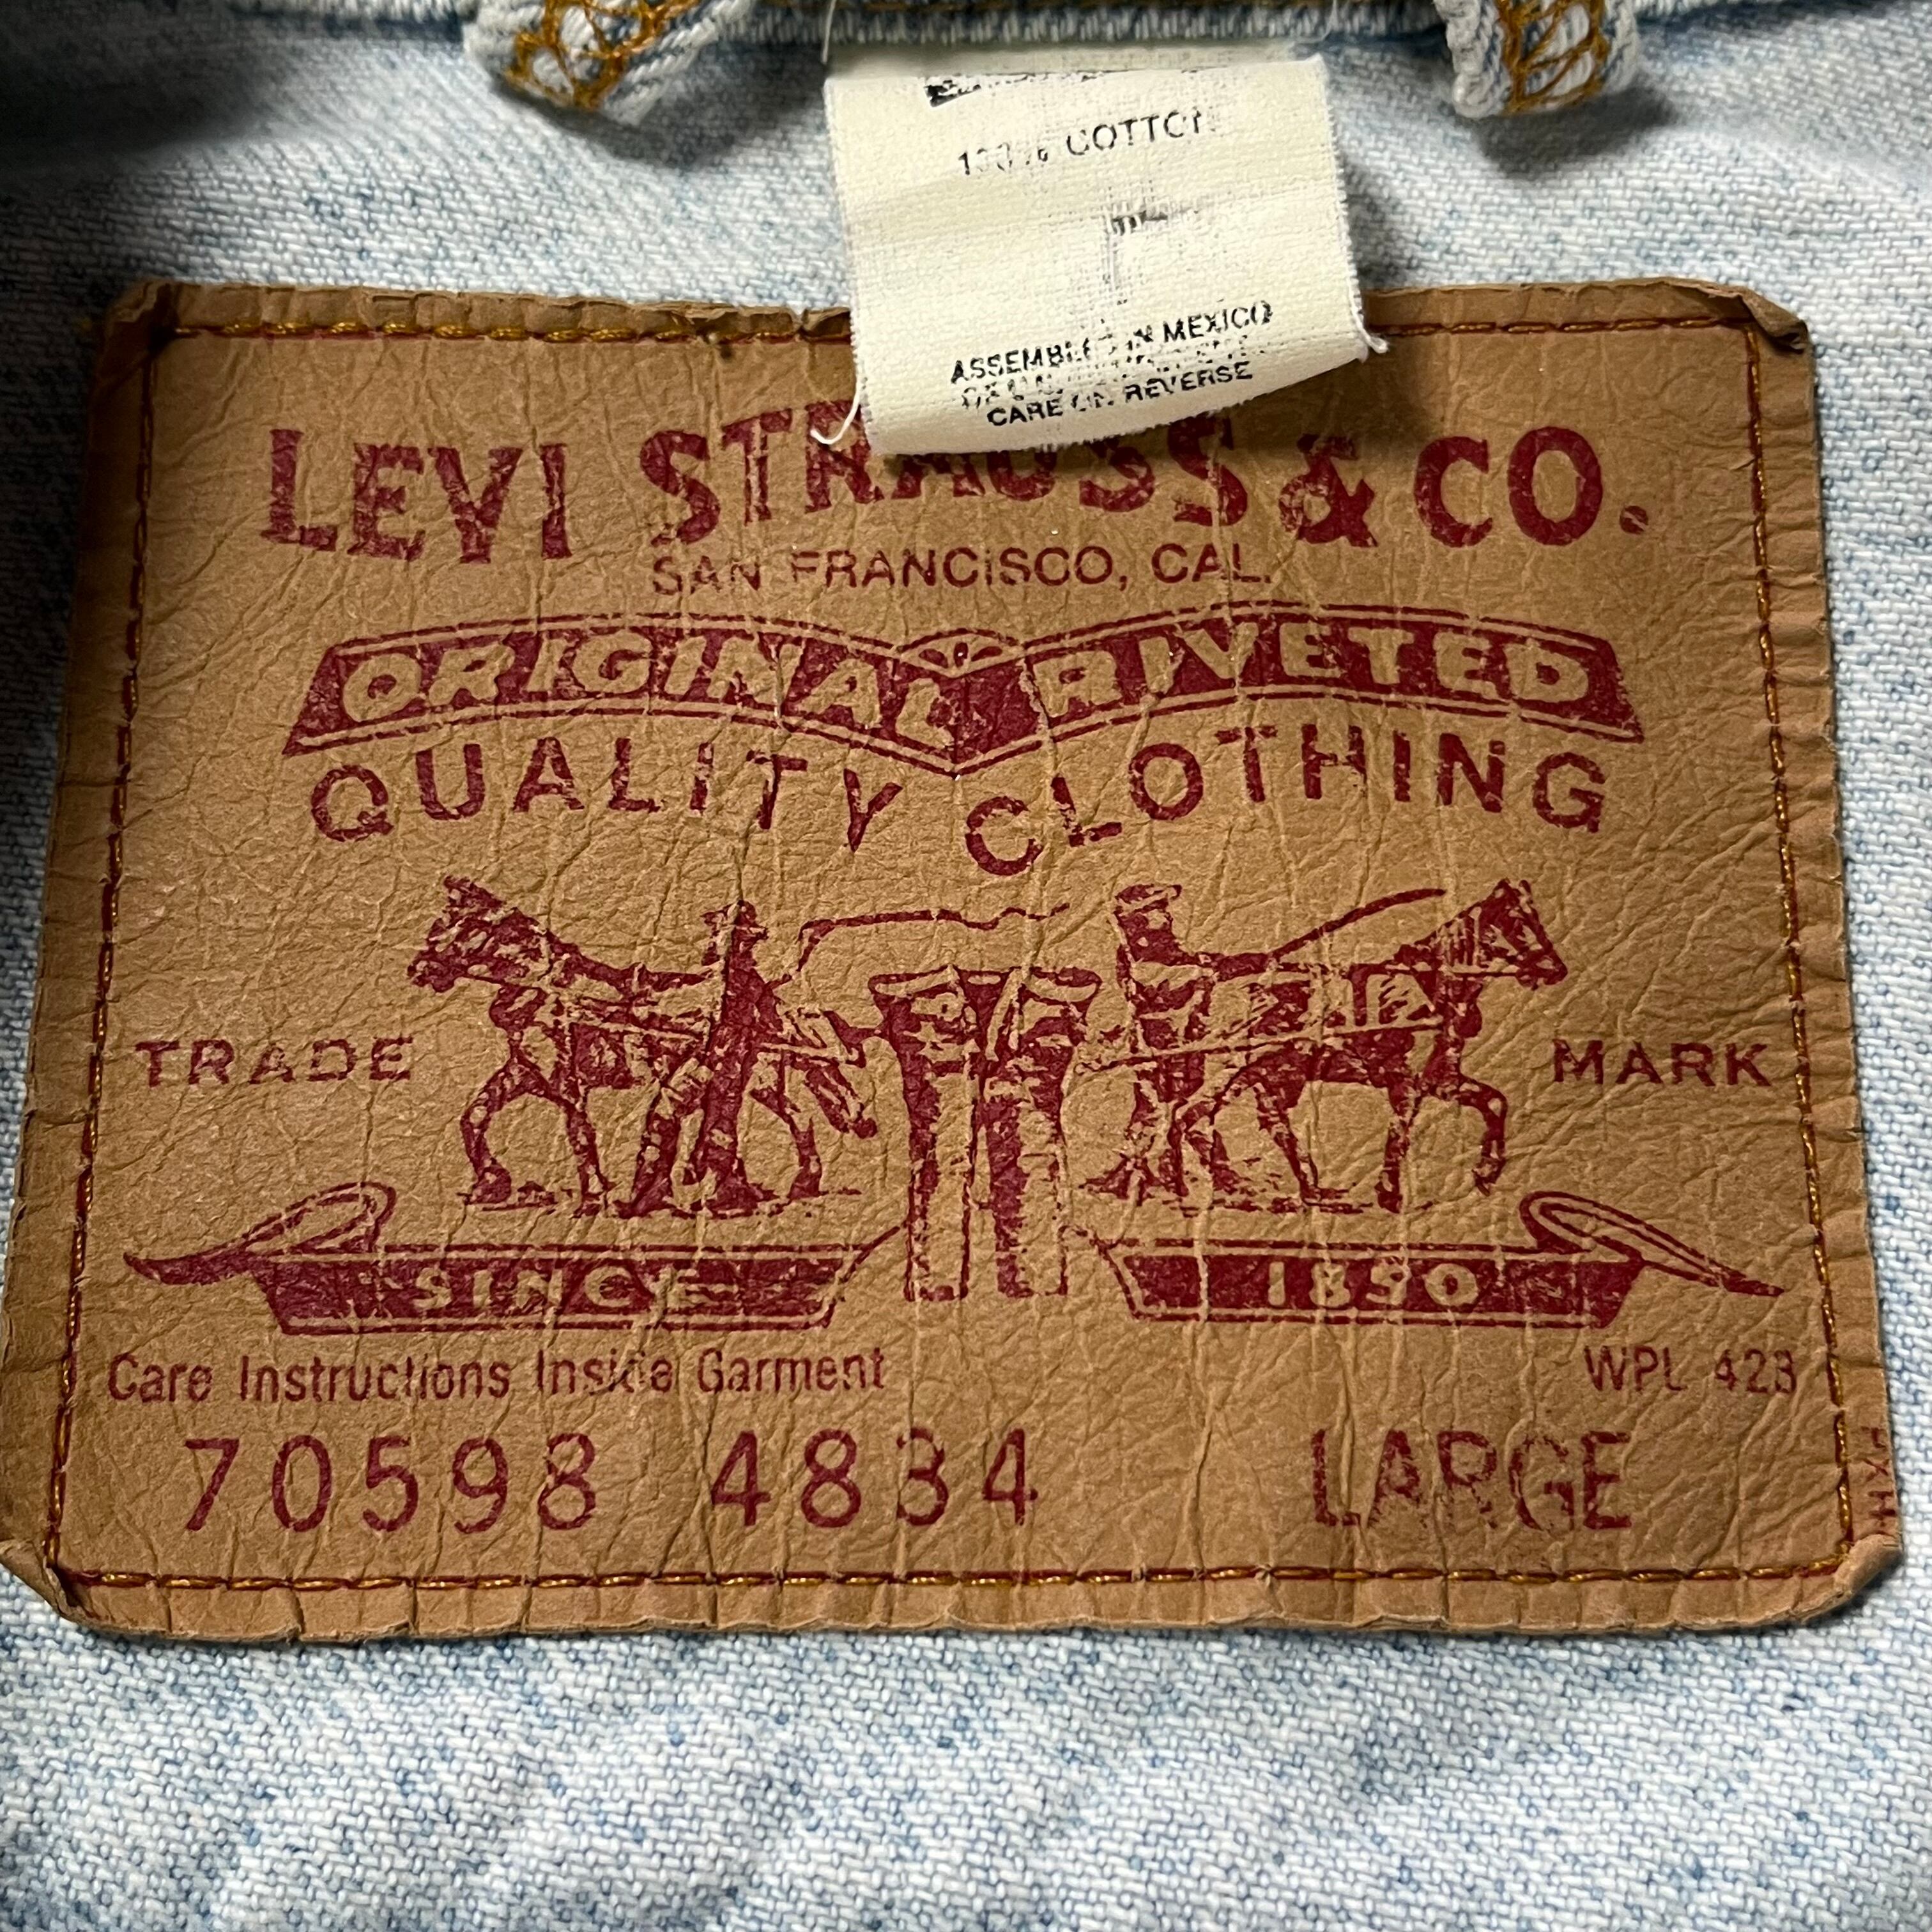 100% COTTON
L
ASSEMBLED IN MEXICO
CARE ON REVERSE
LEVI STRAUSS & CO.
SAN FRANCISCO, CAL.
ORIGINAL RIVETED
QUALITY CLOTHING
TRADE MARK
SINCE 1850
Care Instructions Inside Garment WPL 423
70598 4834 LARGE